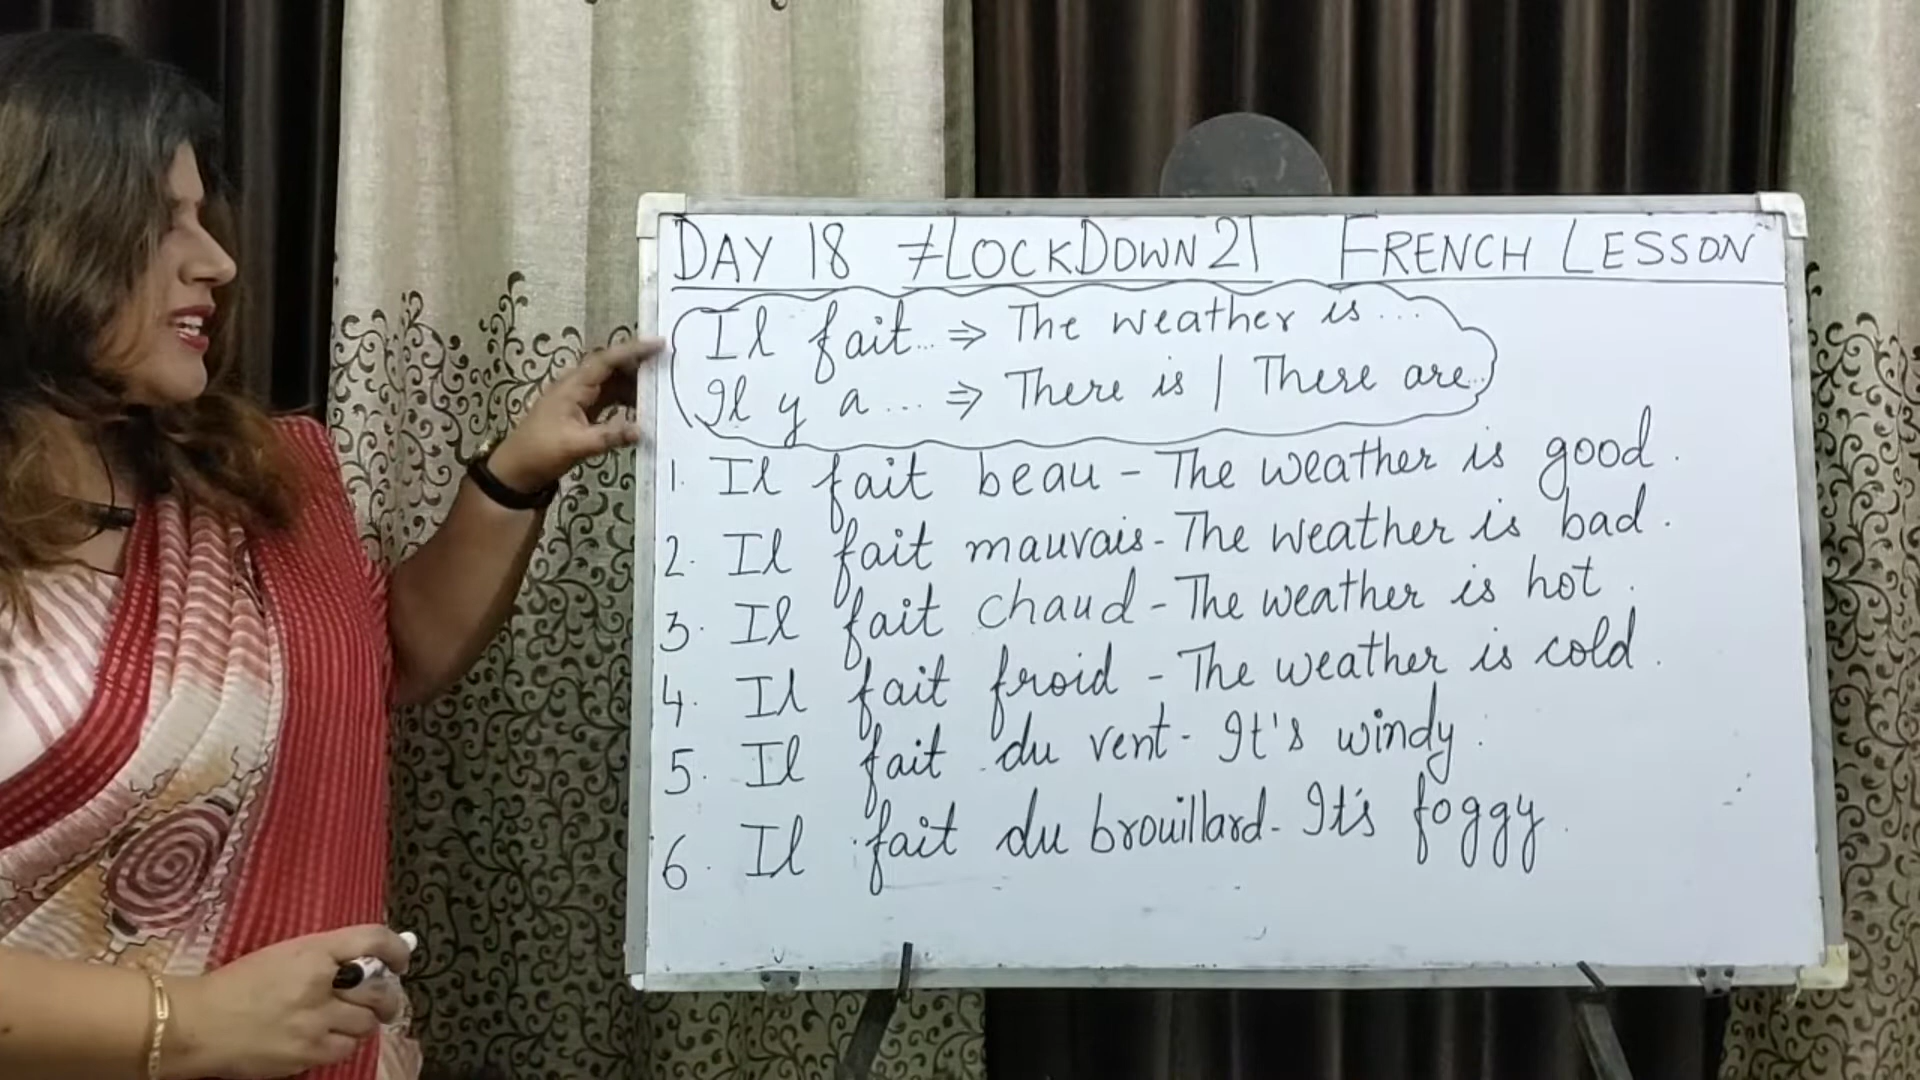 DAY 18 #LOCKDOWN21 FRENCH LESSON
Il fait... ⇒ The weather is...
Il y a... ⇒ There is | There are...
1. Il fait beau - The weather is good.
2. Il fait mauvais - The weather is bad.
3. Il fait chaud - The weather is hot.
4. Il fait froid - The weather is cold.
5. Il fait du vent - It's windy.
6. Il fait du brouillard - It's foggy.